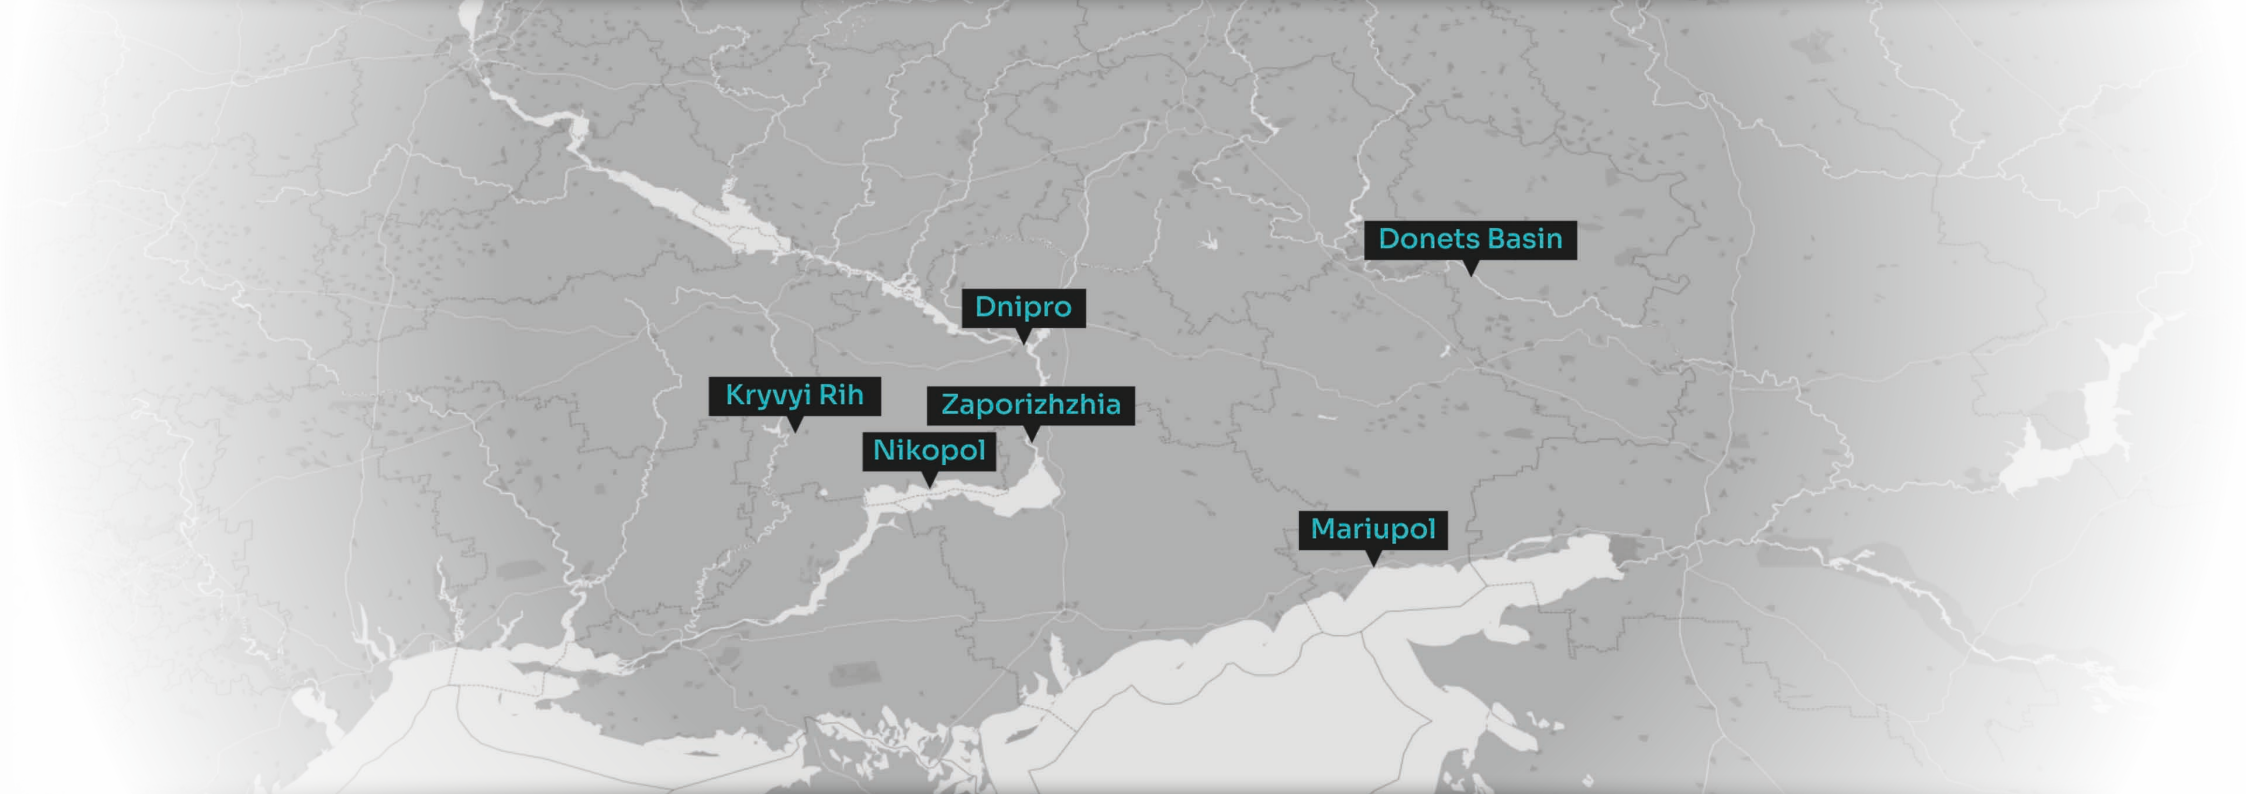 Donets Basin
Dnipro
Kryvyi Rih
Zaporizhzhia
Nikopol
Mariupol